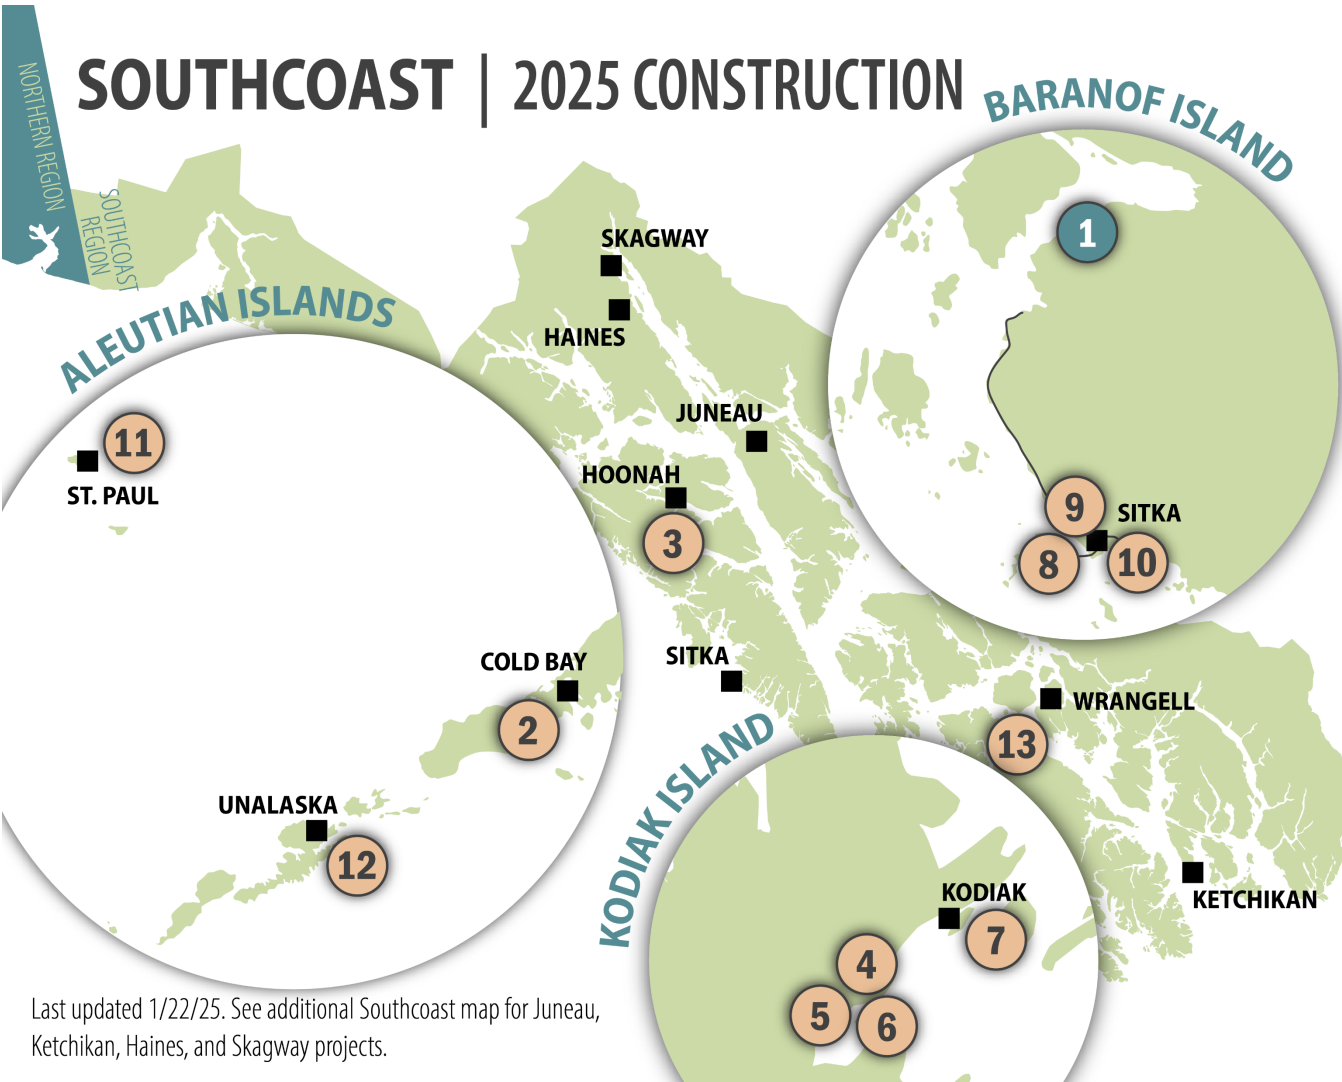 SOUTHCOAST | 2025 CONSTRUCTION
NORTHERN REGION
SOUTHCOAST
REGION
BARANOF ISLAND
1
9
SITKA
8
10
SKAGWAY
HAINES
JUNEAU
HOONAH
3
SITKA
ALEUTIAN ISLANDS
11
ST. PAUL
COLD BAY
2
UNALASKA
12
WRANGELL
13
KETCHIKAN
KODIAK ISLAND
KODIAK
7
4
5
6
Last updated 1/22/25. See additional Southcoast map for Juneau,
Ketchikan, Haines, and Skagway projects.